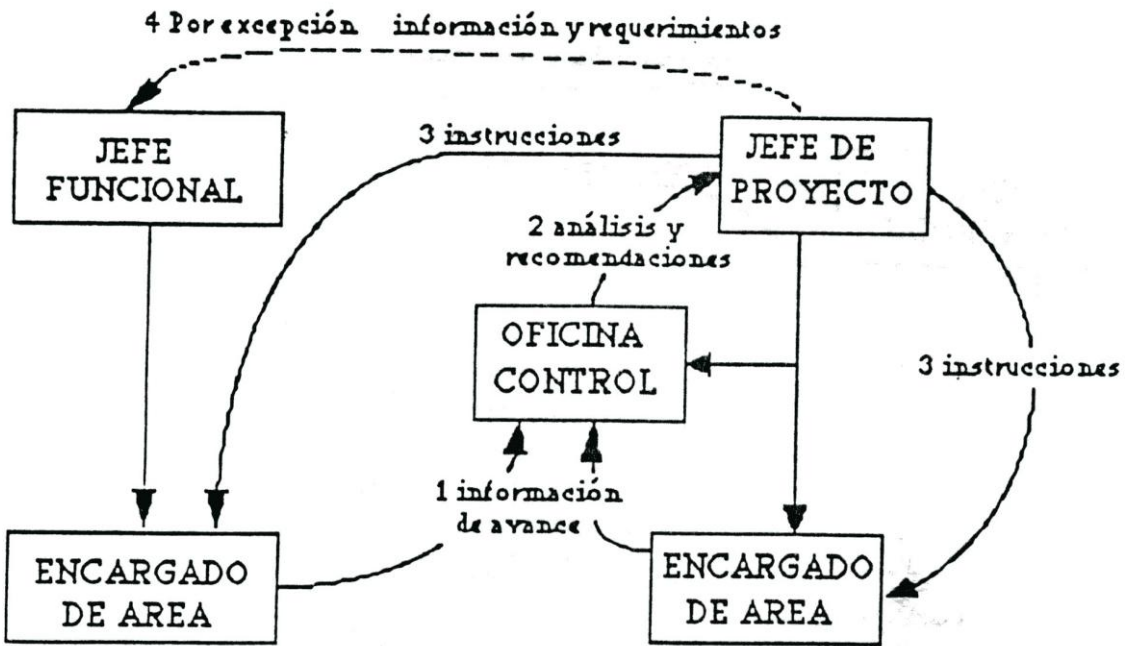 4 Por excepción información y requerimientos
JEFE
FUNCIONAL
3 instrucciones
JEFE DE
PROYECTO
2 análisis y
recomendaciones
OFICINA
CONTROL
3 instrucciones
1 información
de avance
ENCARGADO
DE AREA
ENCARGADO
DE AREA